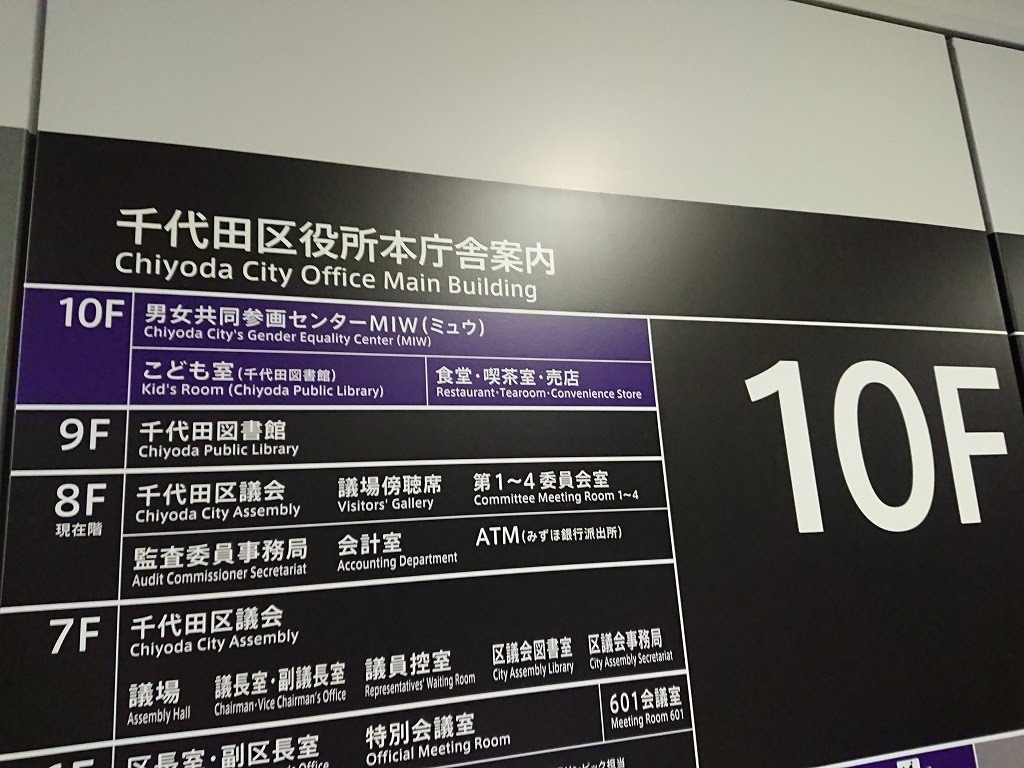 千代田区役所本庁舎案内
Chiyoda City Office Main Building
10F
男女共同参画センターMIW(ミュウ)
Chiyoda City's Gender Equality Center (MIW)
こども室(千代田図書館)
Kid's Room (Chiyoda Public Library)
食堂・喫茶室・売店
Restaurant・Tearoom・Convenience Store
10F
9F
千代田図書館
Chiyoda Public Library
8F
現在階
千代田区議会
Chiyoda City Assembly
議場傍聴席
Visitors' Gallery
第1〜4委員会室
Committee Meeting Room 1〜4
監査委員事務局
Audit Commissioner Secretariat
会計室
Accounting Department
ATM(みずほ銀行派出所)
7F
千代田区議会
Chiyoda City Assembly
議場
Assembly Hall
議長室・副議長室
Chairman・Vice Chairman's Office
議員控室
Representatives' Waiting Room
区議会図書室
City Assembly Library
区議会事務局
City Assembly Secretariat
区長室・副区長室
特別会議室
Official Meeting Room
601会議室
Meeting Room 601